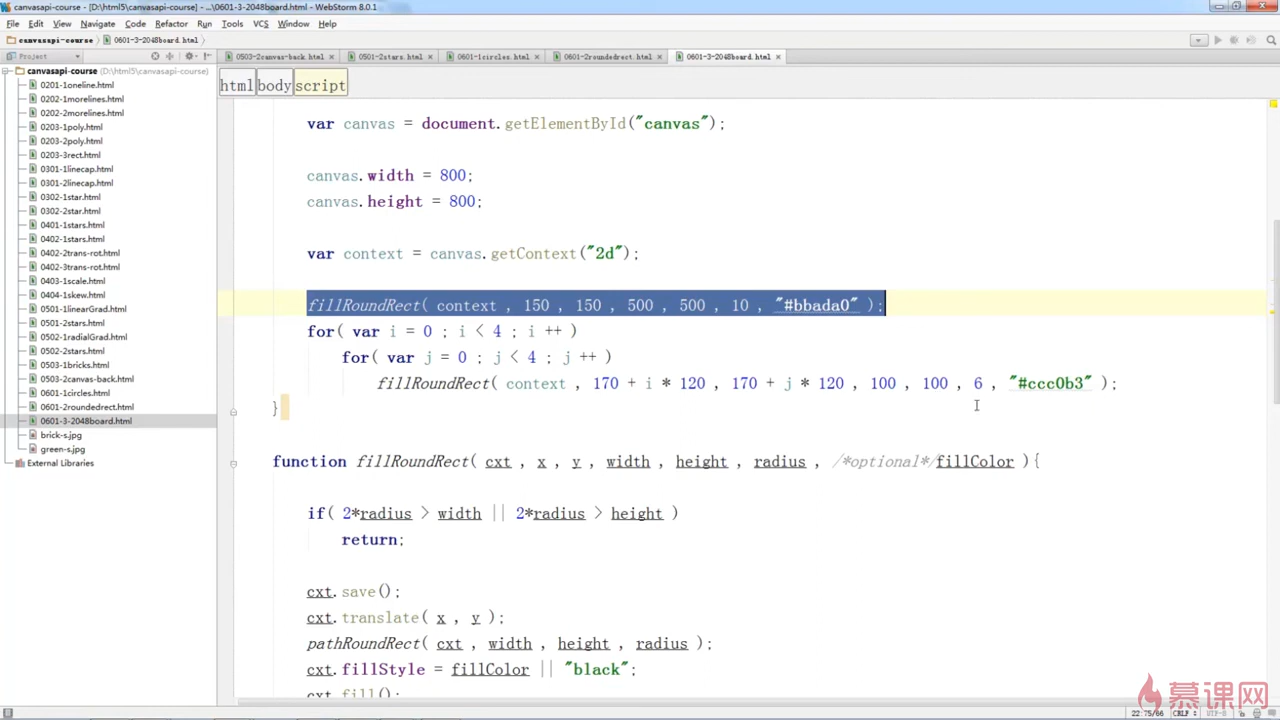 canvasapi-course - [D:\html5\canvasapi-course] - ...\0601-3-2048board.html - WebStorm 8.0.1
File Edit View Navigate Code Refactor Run Tools VCS Window Help
canvasapi-course 0601-3-2048board.html
Project
0503-2canvas-back.html 0501-2stars.html 0601-1circles.html 0601-2roundedrect.html 0601-3-2048board.html
canvasapi-course (D:\html5\canvasapi-course)
0201-1oneline.html
0202-1morelines.html
0202-2morelines.html
0203-1poly.html
0203-2poly.html
0203-3rect.html
0301-1linecap.html
0301-2linecap.html
0302-1star.html
0302-2star.html
0401-1stars.html
0402-1stars.html
0402-2trans-rot.html
0402-3trans-rot.html
0403-1scale.html
0404-1skew.html
0501-1linearGrad.html
0501-2stars.html
0502-1radialGrad.html
0502-2stars.html
0503-1bricks.html
0503-2canvas-back.html
0601-1circles.html
0601-2roundedrect.html
0601-3-2048board.html
brick-s.jpg
green-s.jpg
External Libraries
html body script
var canvas = document.getElementById("canvas");
canvas.width = 800;
canvas.height = 800;
var context = canvas.getContext("2d");
fillRoundRect( context , 150 , 150 , 500 , 500 , 10 , "#bbada0" );
for( var i = 0 ; i < 4 ; i ++ )
for( var j = 0 ; j < 4 ; j ++ )
fillRoundRect( context , 170 + i * 120 , 170 + j * 120 , 100 , 100 , 6 , "#ccc0b3" );
}
function fillRoundRect( cxt , x , y , width , height , radius , /*optional*/fillColor ){
if( 2*radius > width || 2*radius > height )
return;
cxt.save();
cxt.translate( x , y );
pathRoundRect( cxt , width , height , radius );
cxt.fillStyle = fillColor || "black";
cxt.fill();
慕课网
22:75/66 CRLF UTF-8